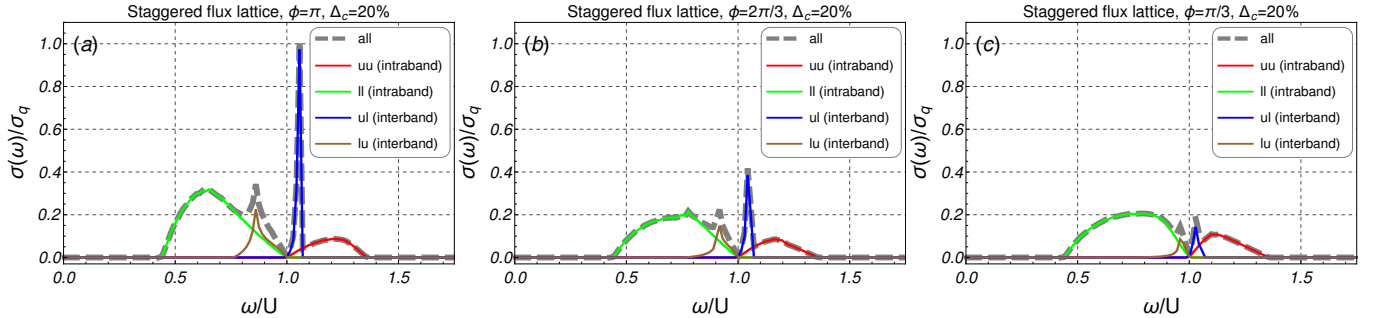 Staggered flux lattice, ϕ=π, Δc=20%
(a)
all
uu (intraband)
ll (intraband)
ul (interband)
lu (interband)
σ(ω)/σq
1.0
0.8
0.6
0.4
0.2
0.0
0.0 0.5 1.0 1.5
ω/U
Staggered flux lattice, ϕ=2π/3, Δc=20%
(b)
all
uu (intraband)
ll (intraband)
ul (interband)
lu (interband)
σ(ω)/σq
1.0
0.8
0.6
0.4
0.2
0.0
0.0 0.5 1.0 1.5
ω/U
Staggered flux lattice, ϕ=π/3, Δc=20%
(c)
all
uu (intraband)
ll (intraband)
ul (interband)
lu (interband)
σ(ω)/σq
1.0
0.8
0.6
0.4
0.2
0.0
0.0 0.5 1.0 1.5
ω/U